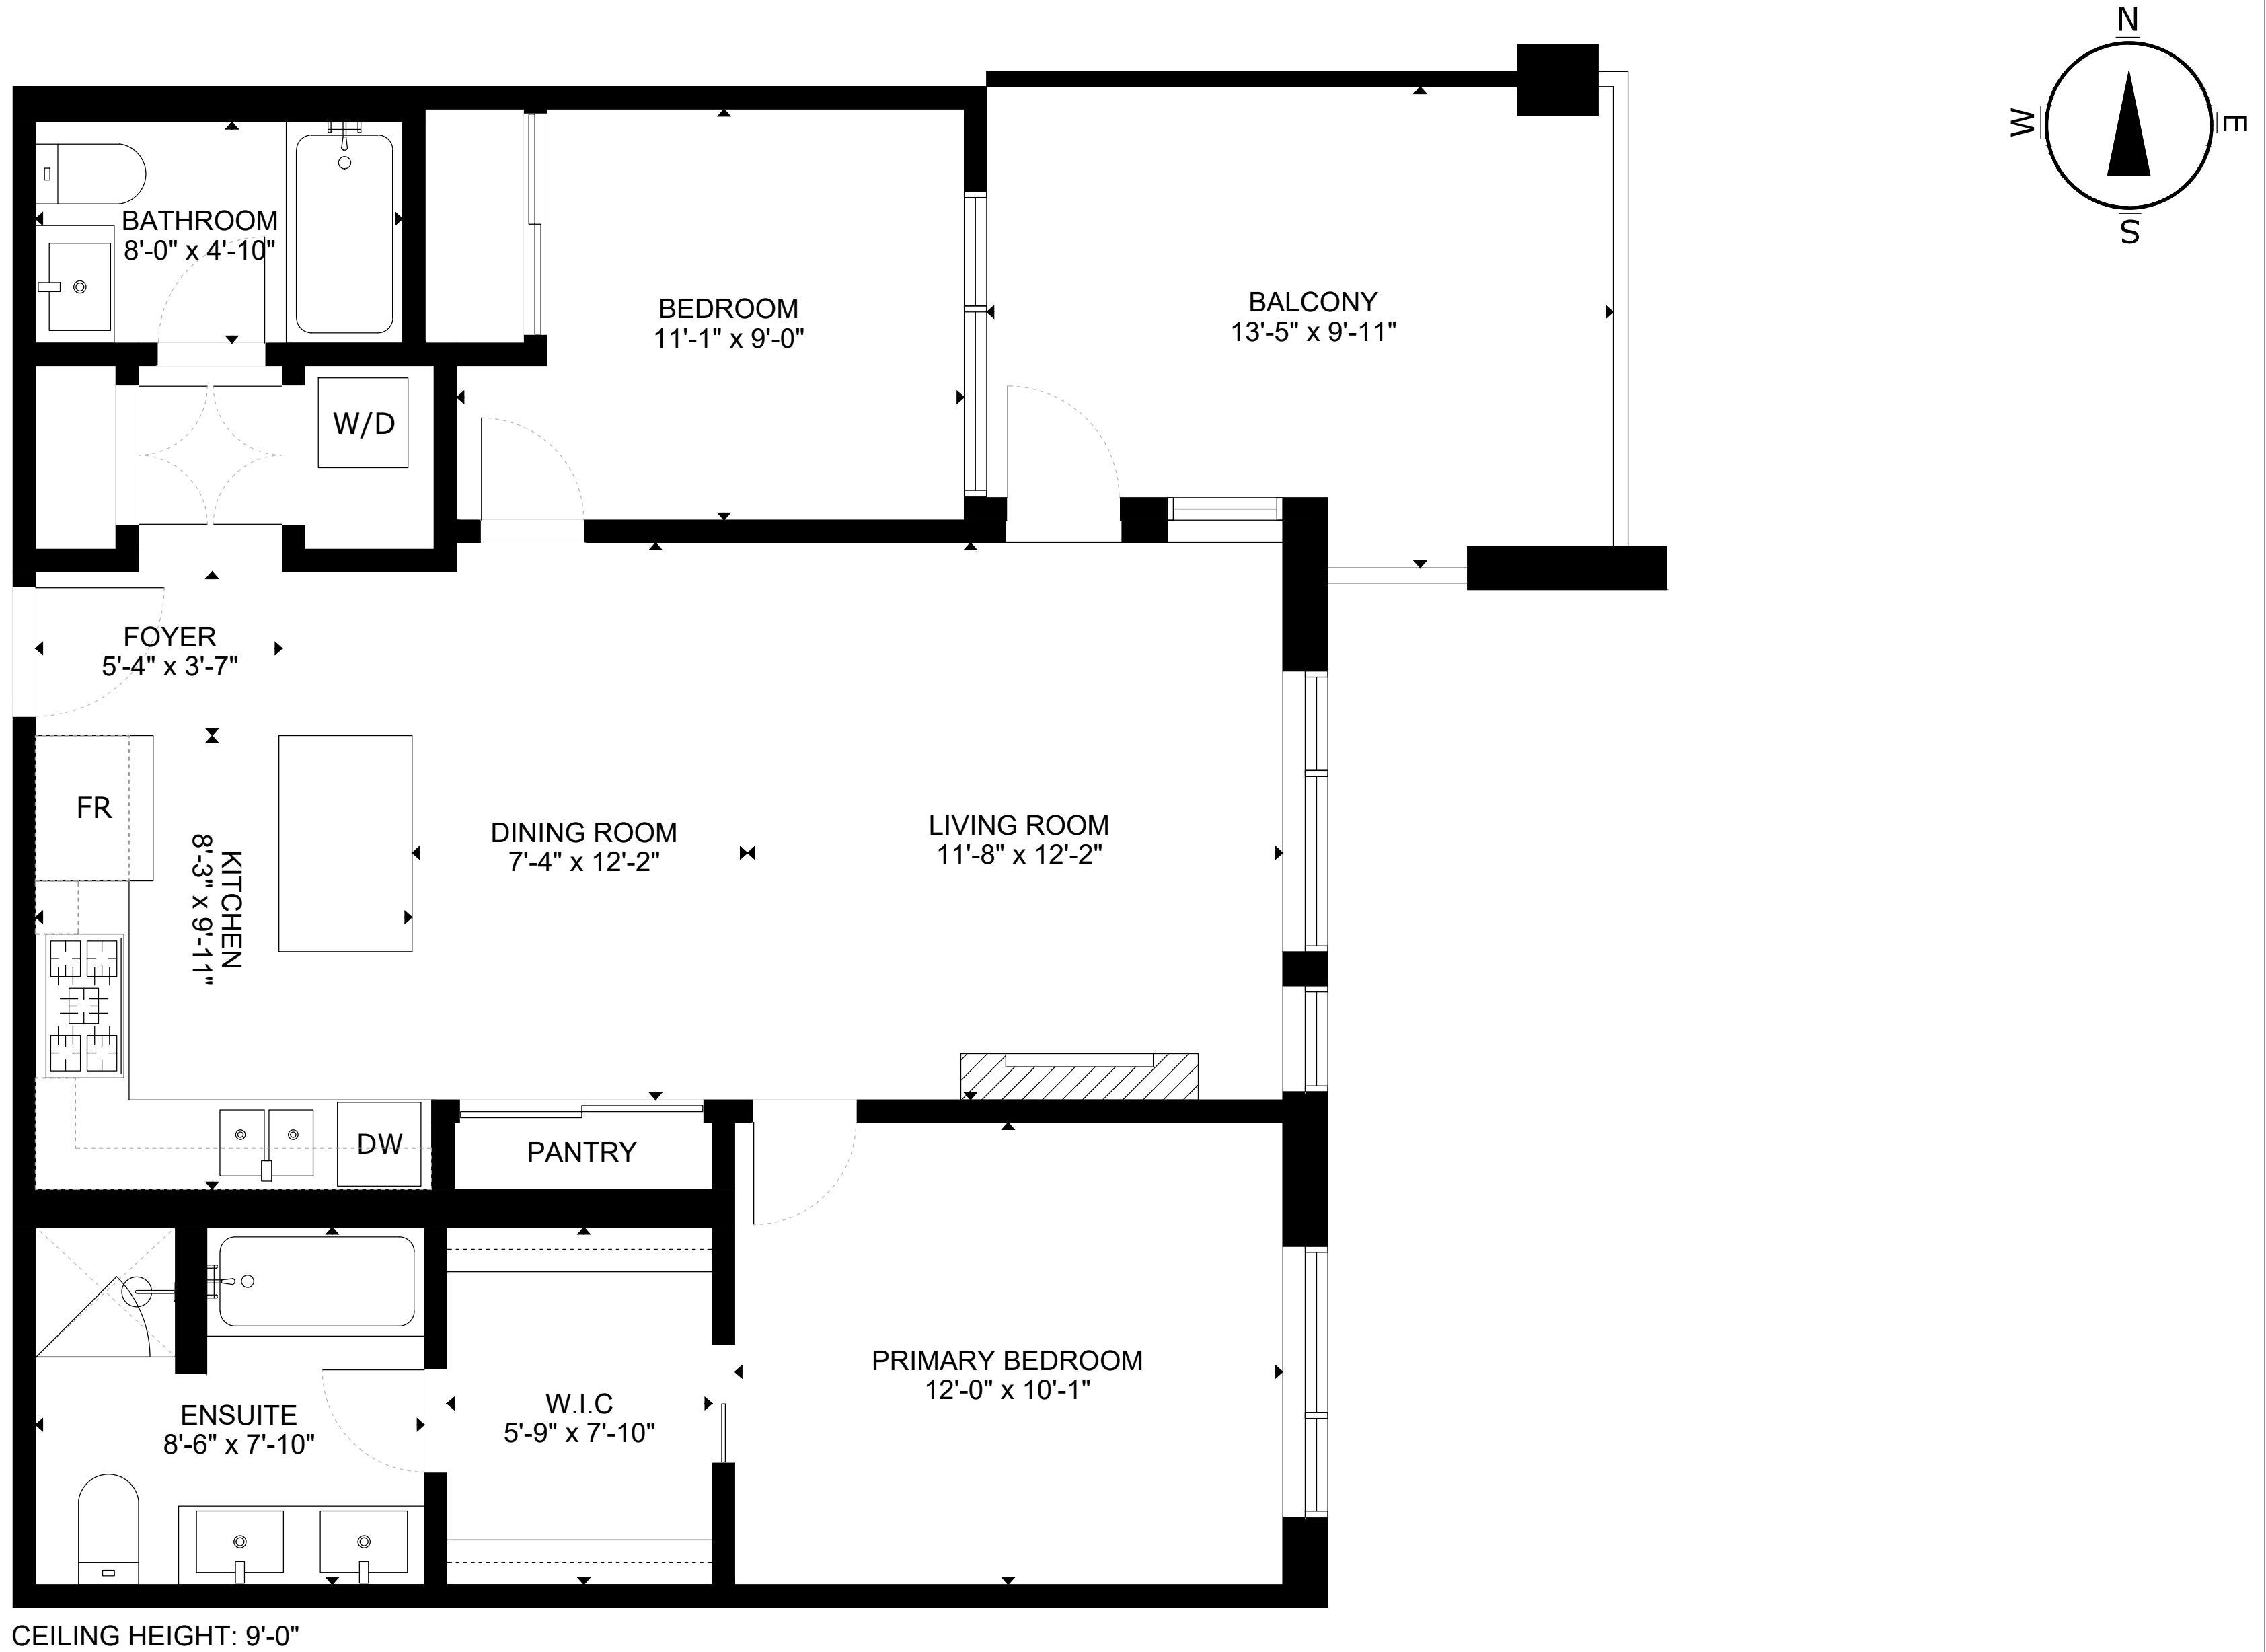 N
W
E
S
BATHROOM
8'-0" x 4'-10"
BEDROOM
11'-1" x 9'-0"
BALCONY
13'-5" x 9'-11"
W/D
FOYER
5'-4" x 3'-7"
FR
KITCHEN
8'-3" x 9'-11"
DINING ROOM
7'-4" x 12'-2"
LIVING ROOM
11'-8" x 12'-2"
DW
PANTRY
PRIMARY BEDROOM
12'-0" x 10'-1"
W.I.C
5'-9" x 7'-10"
ENSUITE
8'-6" x 7'-10"
CEILING HEIGHT: 9'-0"